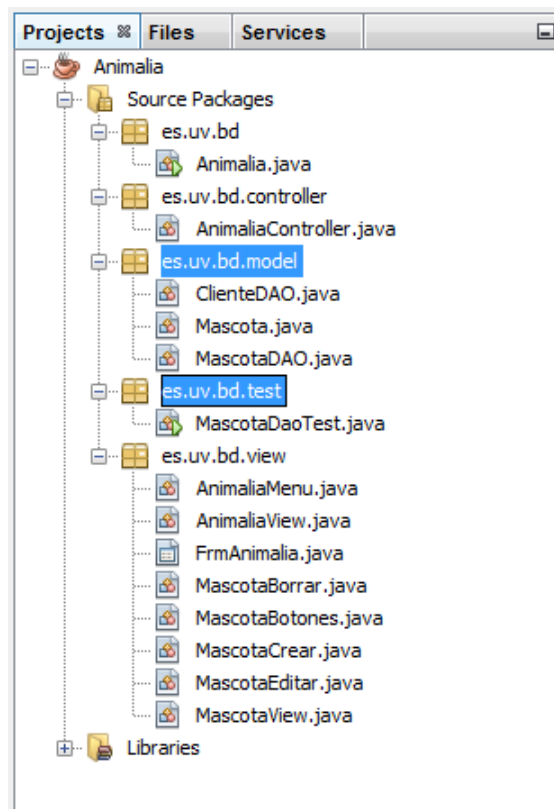 Projects Files Services
Animalia
Source Packages
es.uv.bd
Animalia.java
es.uv.bd.controller
AnimaliaController.java
es.uv.bd.model
ClienteDAO.java
Mascota.java
MascotaDAO.java
es.uv.bd.test
MascotaDaoTest.java
es.uv.bd.view
AnimaliaMenu.java
AnimaliaView.java
FrmAnimalia.java
MascotaBorrar.java
MascotaBotones.java
MascotaCrear.java
MascotaEditar.java
MascotaView.java
Libraries